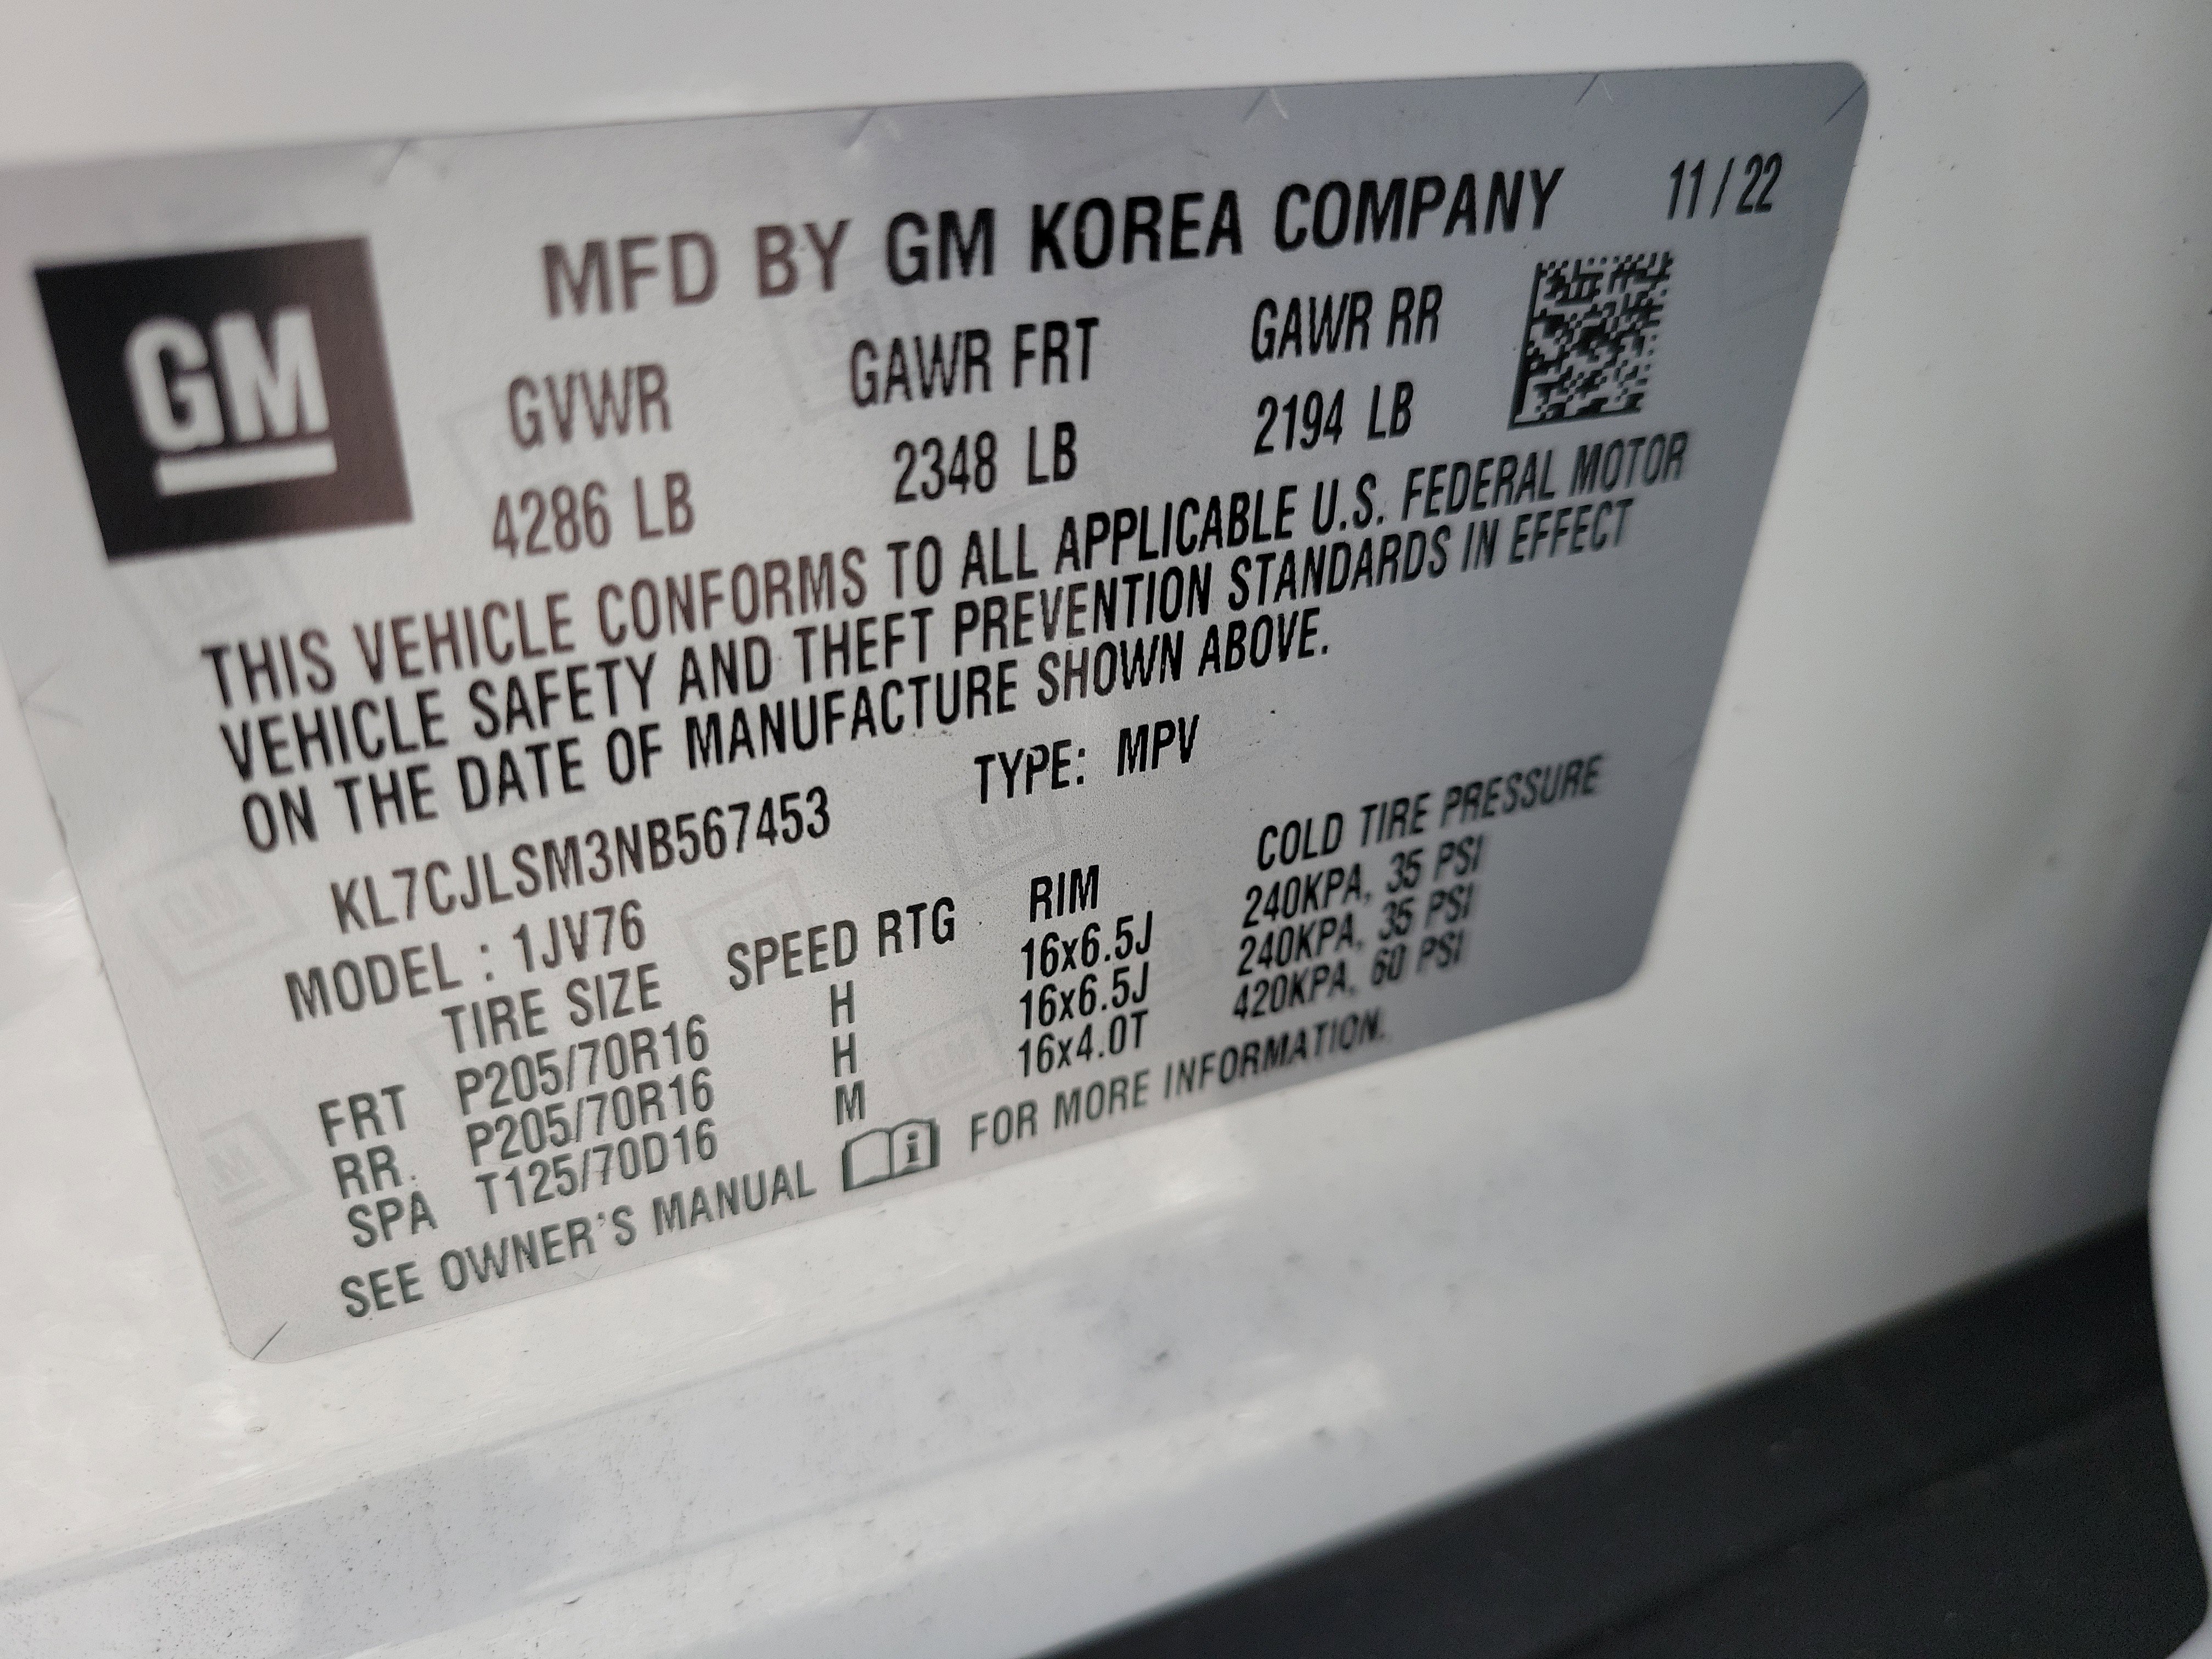 GM
MFD BY GM KOREA COMPANY 11/22
GVWR GAWR FRT GAWR RR
4286 LB 2348 LB 2194 LB
THIS VEHICLE CONFORMS TO ALL APPLICABLE U.S. FEDERAL MOTOR
VEHICLE SAFETY AND THEFT PREVENTION STANDARDS IN EFFECT
ON THE DATE OF MANUFACTURE SHOWN ABOVE.
KL7CJLSM3NB567453 TYPE: MPV
MODEL : 1JV76
TIRE SIZE SPEED RTG RIM COLD TIRE PRESSURE
FRT P205/70R16 H 16x6.5J 240KPA, 35 PSI
RR. P205/70R16 H 16x6.5J 240KPA, 35 PSI
SPA T125/70D16 M 16x4.0T 420KPA, 60 PSI
SEE OWNER'S MANUAL FOR MORE INFORMATION.